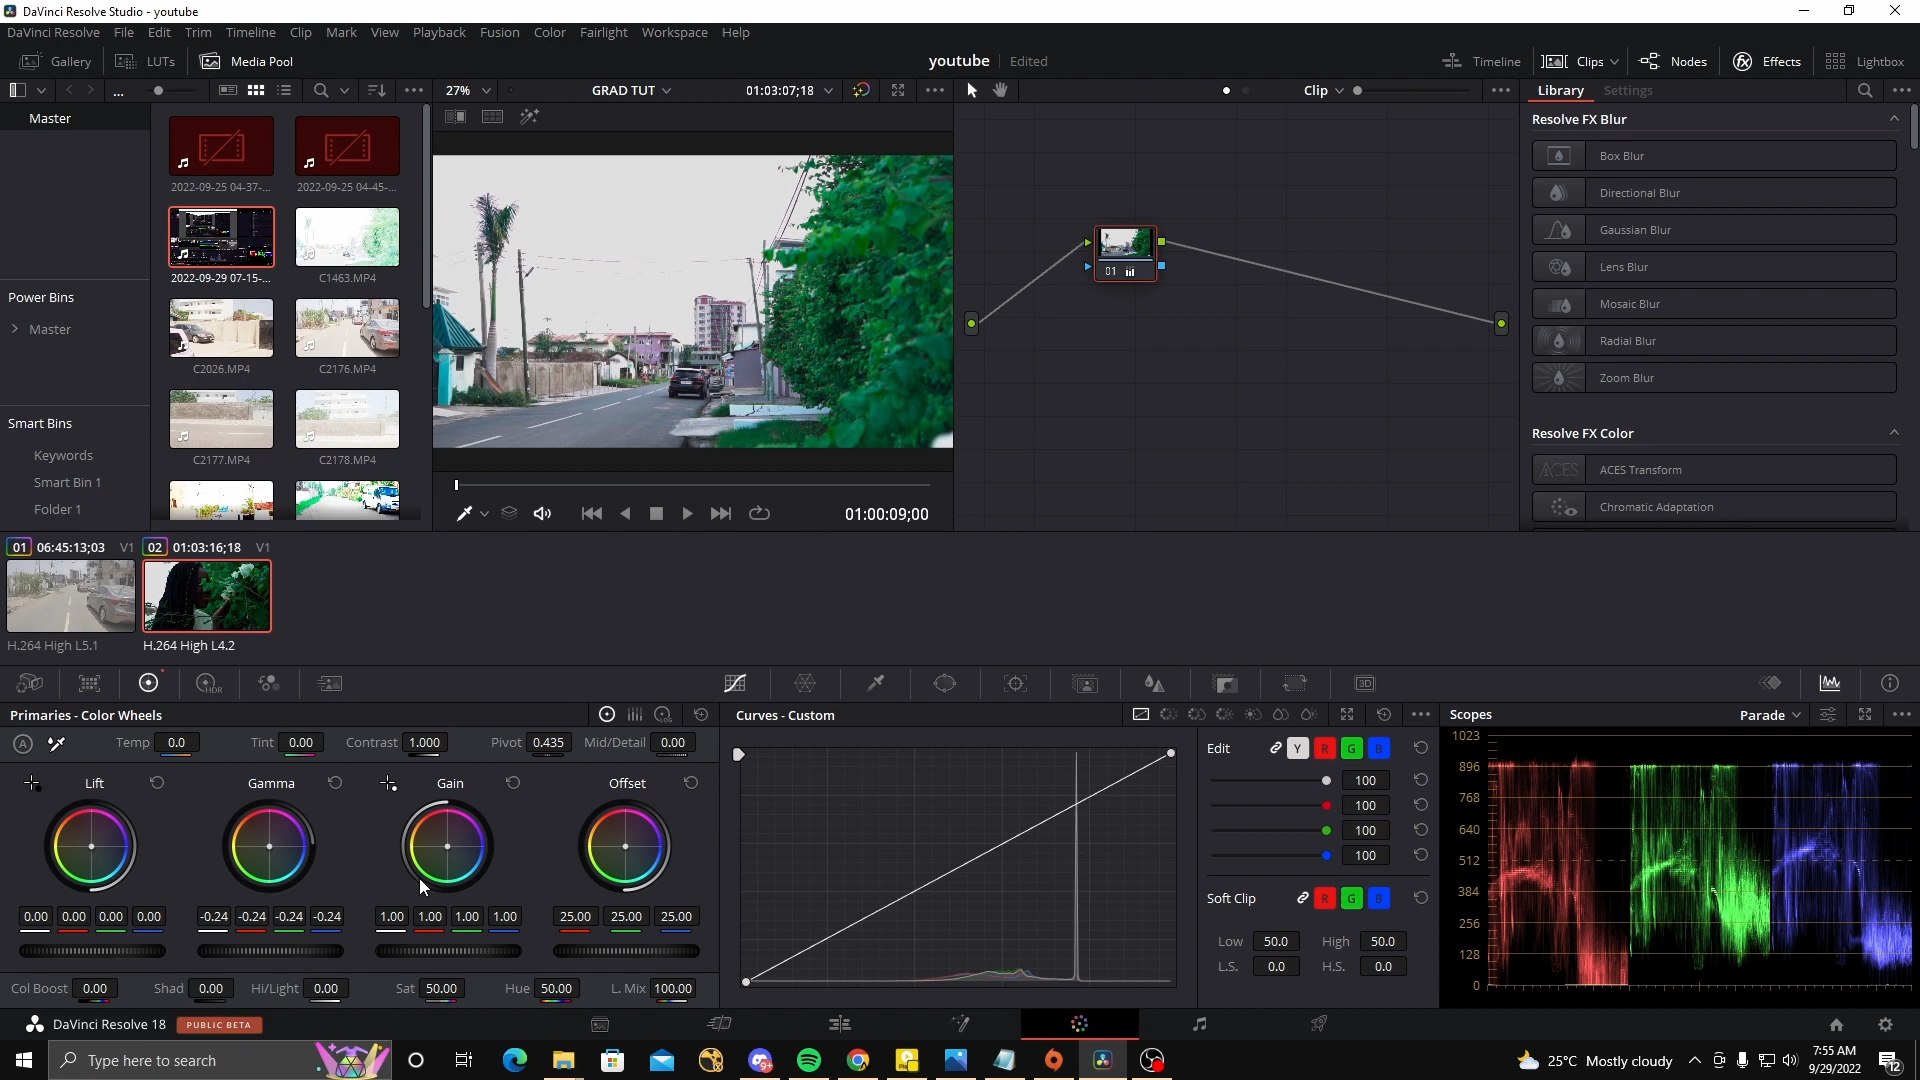 DaVinci Resolve Studio - youtube
DaVinci Resolve File Edit Trim Timeline Clip Mark View Playback Fusion Color Fairlight Workspace Help
Gallery LUTs Media Pool youtube Edited Timeline Clips Nodes Effects Lightbox
... 27% GRAD TUT 01:03:07;18 Clip Library Settings
Master
2022-09-25 04-37-... 2022-09-25 04-45-...
2022-09-29 07-15-... C1463.MP4
C2026.MP4 C2176.MP4
C2177.MP4 C2178.MP4
Power Bins
Master
Smart Bins
Keywords
Smart Bin 1
Folder 1
01:00:09;00
01
Resolve FX Blur
Box Blur
Directional Blur
Gaussian Blur
Lens Blur
Mosaic Blur
Radial Blur
Zoom Blur
Resolve FX Color
ACES Transform
Chromatic Adaptation
01 06:45:13;03 V1 02 01:03:16;18 V1
H.264 High L5.1 H.264 High L4.2
HDR 3D
Primaries - Color Wheels LOG Curves - Custom Scopes Parade
A Temp 0.0 Tint 0.00 Contrast 1.000 Pivot 0.435 Mid/Detail 0.00
Lift Gamma Gain Offset
0.00 0.00 0.00 0.00 -0.24 -0.24 -0.24 -0.24 1.00 1.00 1.00 1.00 25.00 25.00 25.00
Col Boost 0.00 Shad 0.00 Hi/Light 0.00 Sat 50.00 Hue 50.00 L. Mix 100.00
Edit Y R G B
100
100
100
100
Soft Clip R G B
Low 50.0 High 50.0
L.S. 0.0 H.S. 0.0
1023
896
768
640
512
384
256
128
0
DaVinci Resolve 18 PUBLIC BETA
Type here to search 25°C Mostly cloudy 7:55 AM
9/29/2022 12